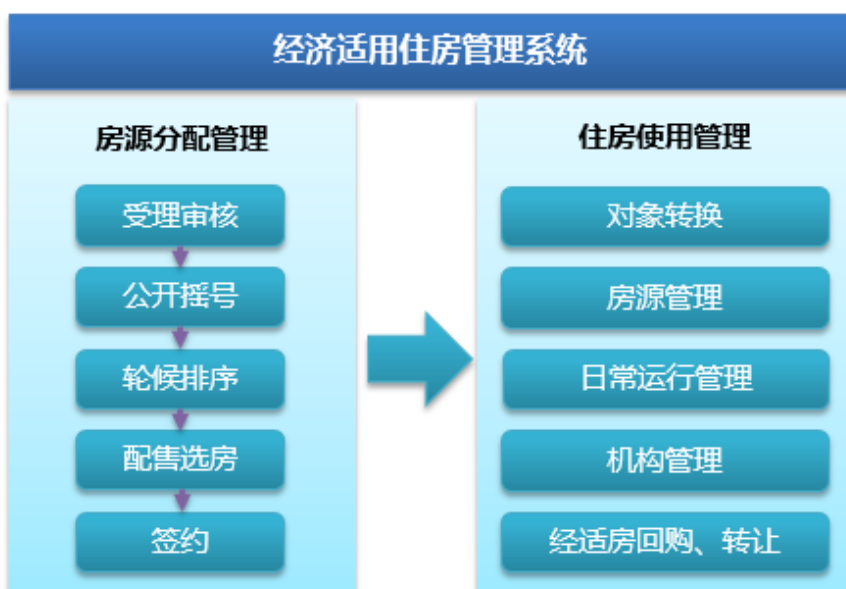 经济适用住房管理系统
房源分配管理
受理审核
公开摇号
轮候排序
配售选房
签约
住房使用管理
对象转换
房源管理
日常运行管理
机构管理
经适房回购、转让